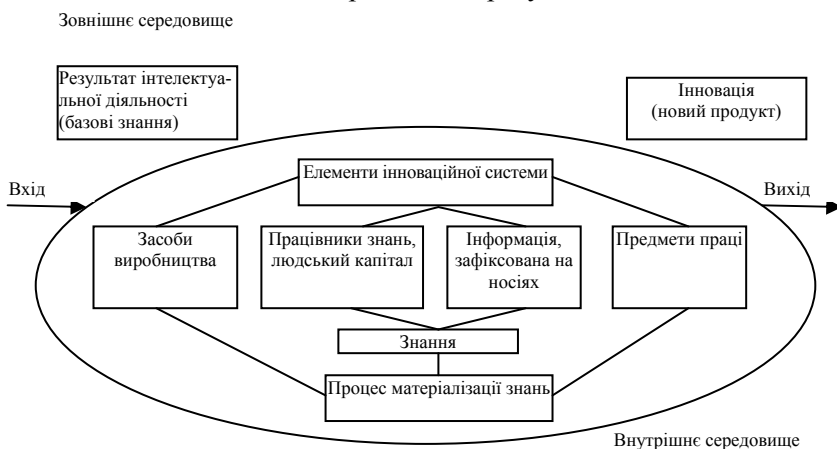 Зовнішнє середовище
Результат інтелектуа-
льної діяльності
(базові знання)
Інновація
(новий продукт)
Елементи інноваційної системи
Вхід
Вихід
Засоби
виробництва
Працівники знань,
людський капітал
Інформація,
зафіксована на
носіях
Предмети праці
Знання
Процес матеріалізації знань
Внутрішнє середовище